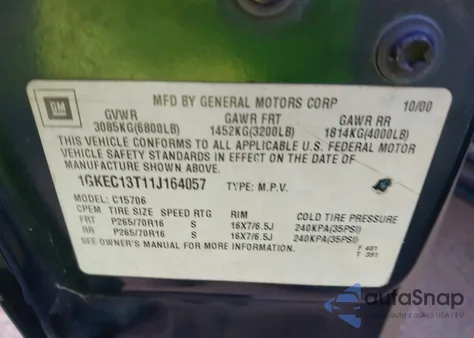 GM
MFD BY GENERAL MOTORS CORP 10/00
GVWR GAWR FRT GAWR RR
3085KG(6800LB) 1452KG(3200LB) 1814KG(4000LB)
THIS VEHICLE CONFORMS TO ALL APPLICABLE U.S. FEDERAL MOTOR
VEHICLE SAFETY STANDARDS IN EFFECT ON THE DATE OF
MANUFACTURE SHOWN ABOVE.
1GKEC13T11J164057 TYPE: M.P.V.
MODEL: C15706
CPEM TIRE SIZE SPEED RTG RIM COLD TIRE PRESSURE
FRT P265/70R16 S 16X7/6.5J 240KPA(35PSI)
RR P265/70R16 S 16X7/6.5J 240KPA(35PSI)
SEE OWNER'S MANUAL FOR MORE INFORMATION.
autaSnap